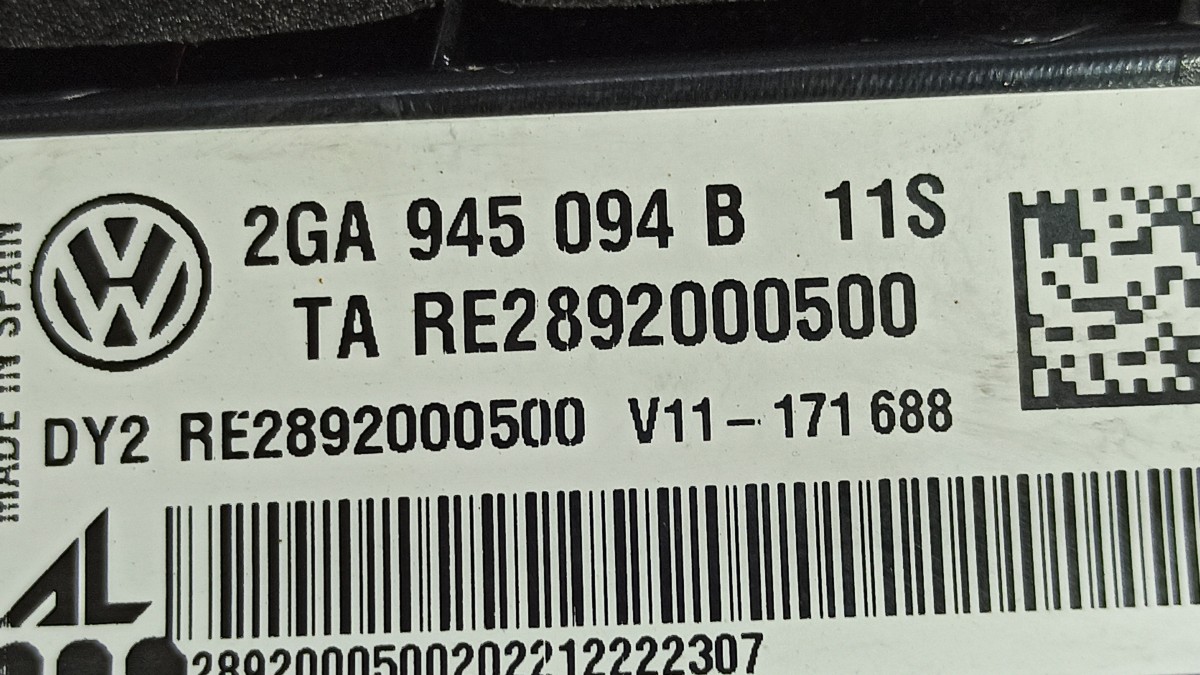 2GA 945 094 B 11S
TA RE2892000500
DY2 RE2892000500 V11-171 688
MADE IN SPAIN
AL
2892000500202212222307